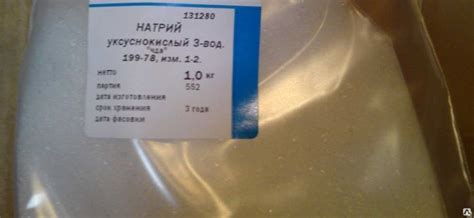 131280
НАТРИЙ
уксуснокислый 3-вод.
"чда"
199-78, изм. 1-2.
нетто 1,0 кг
партия 552
дата изготовления
срок хранения 3 года
дата фасовки